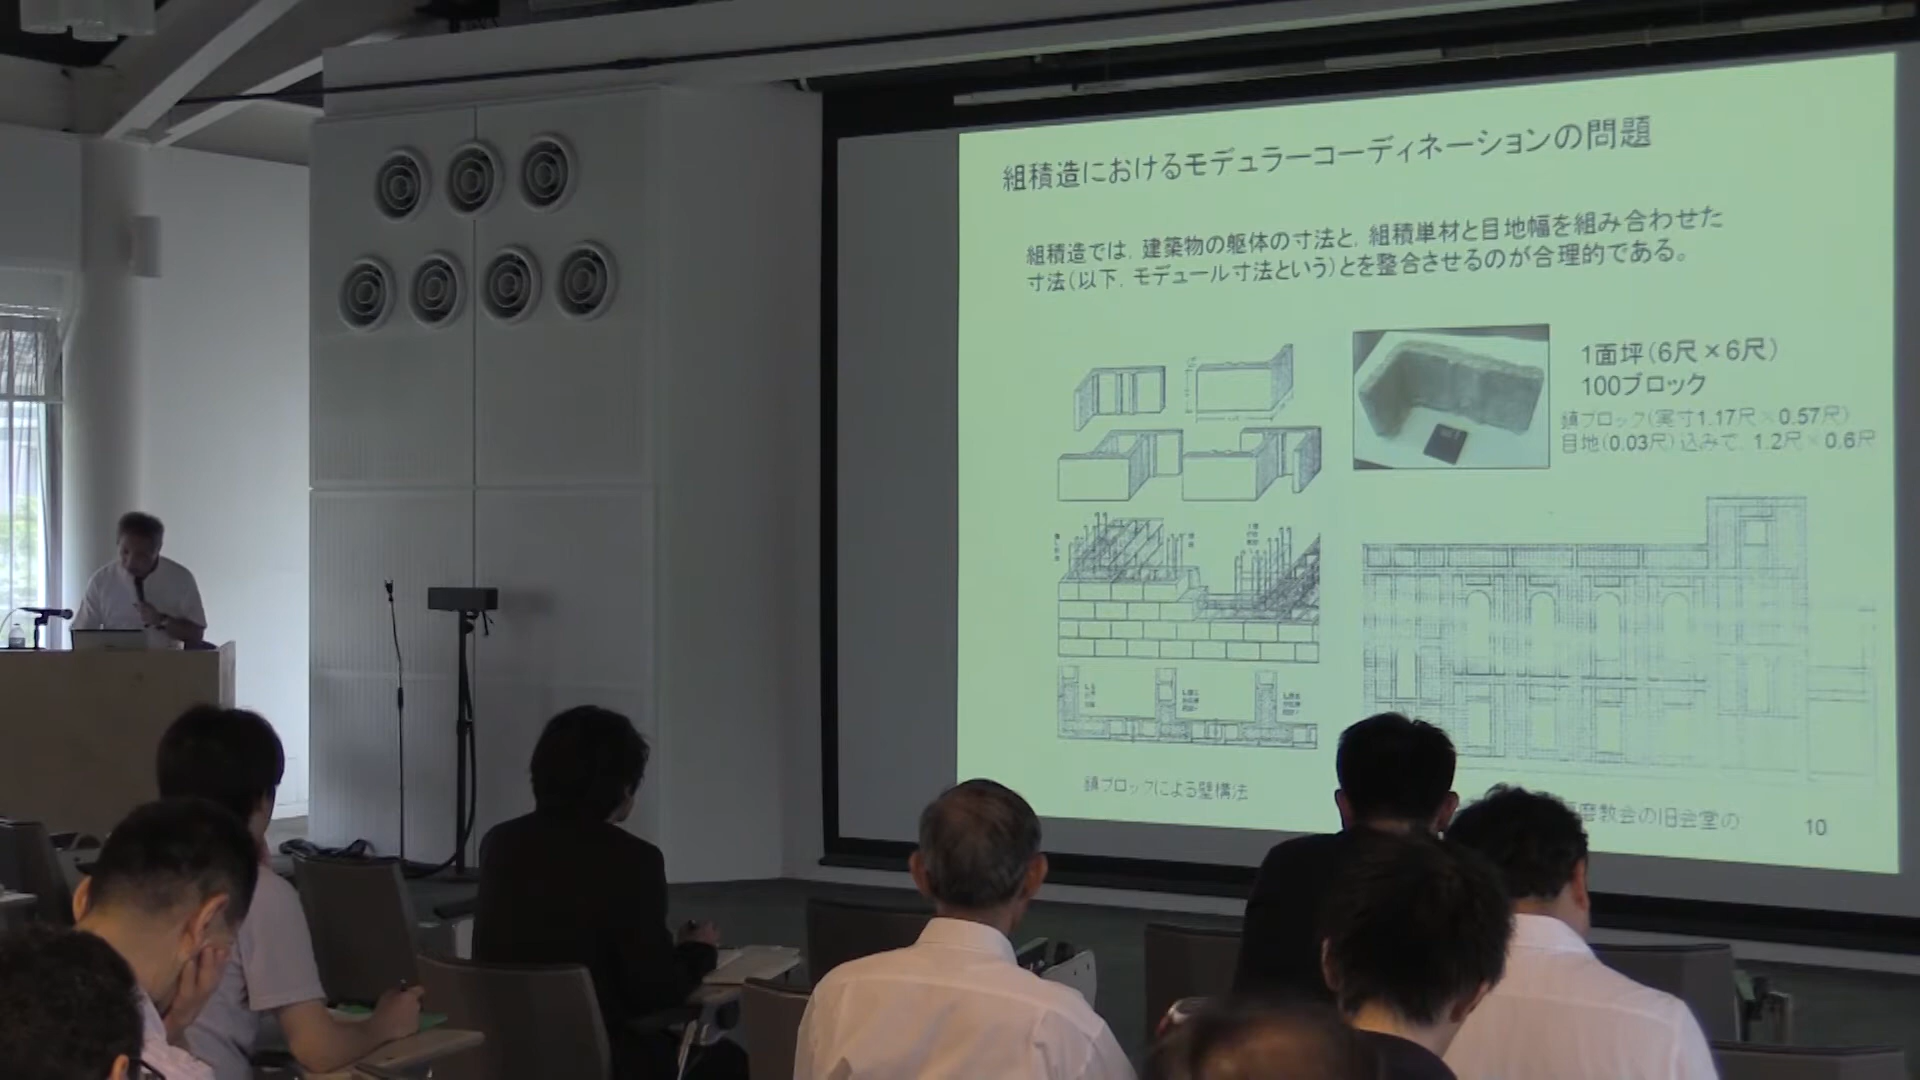 組積造におけるモデュラーコーディネーションの問題
組積造では，建築物の躯体の寸法と，組積単材と目地幅を組み合わせた
寸法（以下，モデュール寸法という）とを整合させるのが合理的である。
1面坪（6尺×6尺）
100ブロック
鎮ブロック（実寸1.17尺×0.57尺）
目地（0.03尺）込みで，1.2尺×0.6尺
鎮ブロックによる壁構法
磨教会の旧会堂の
10